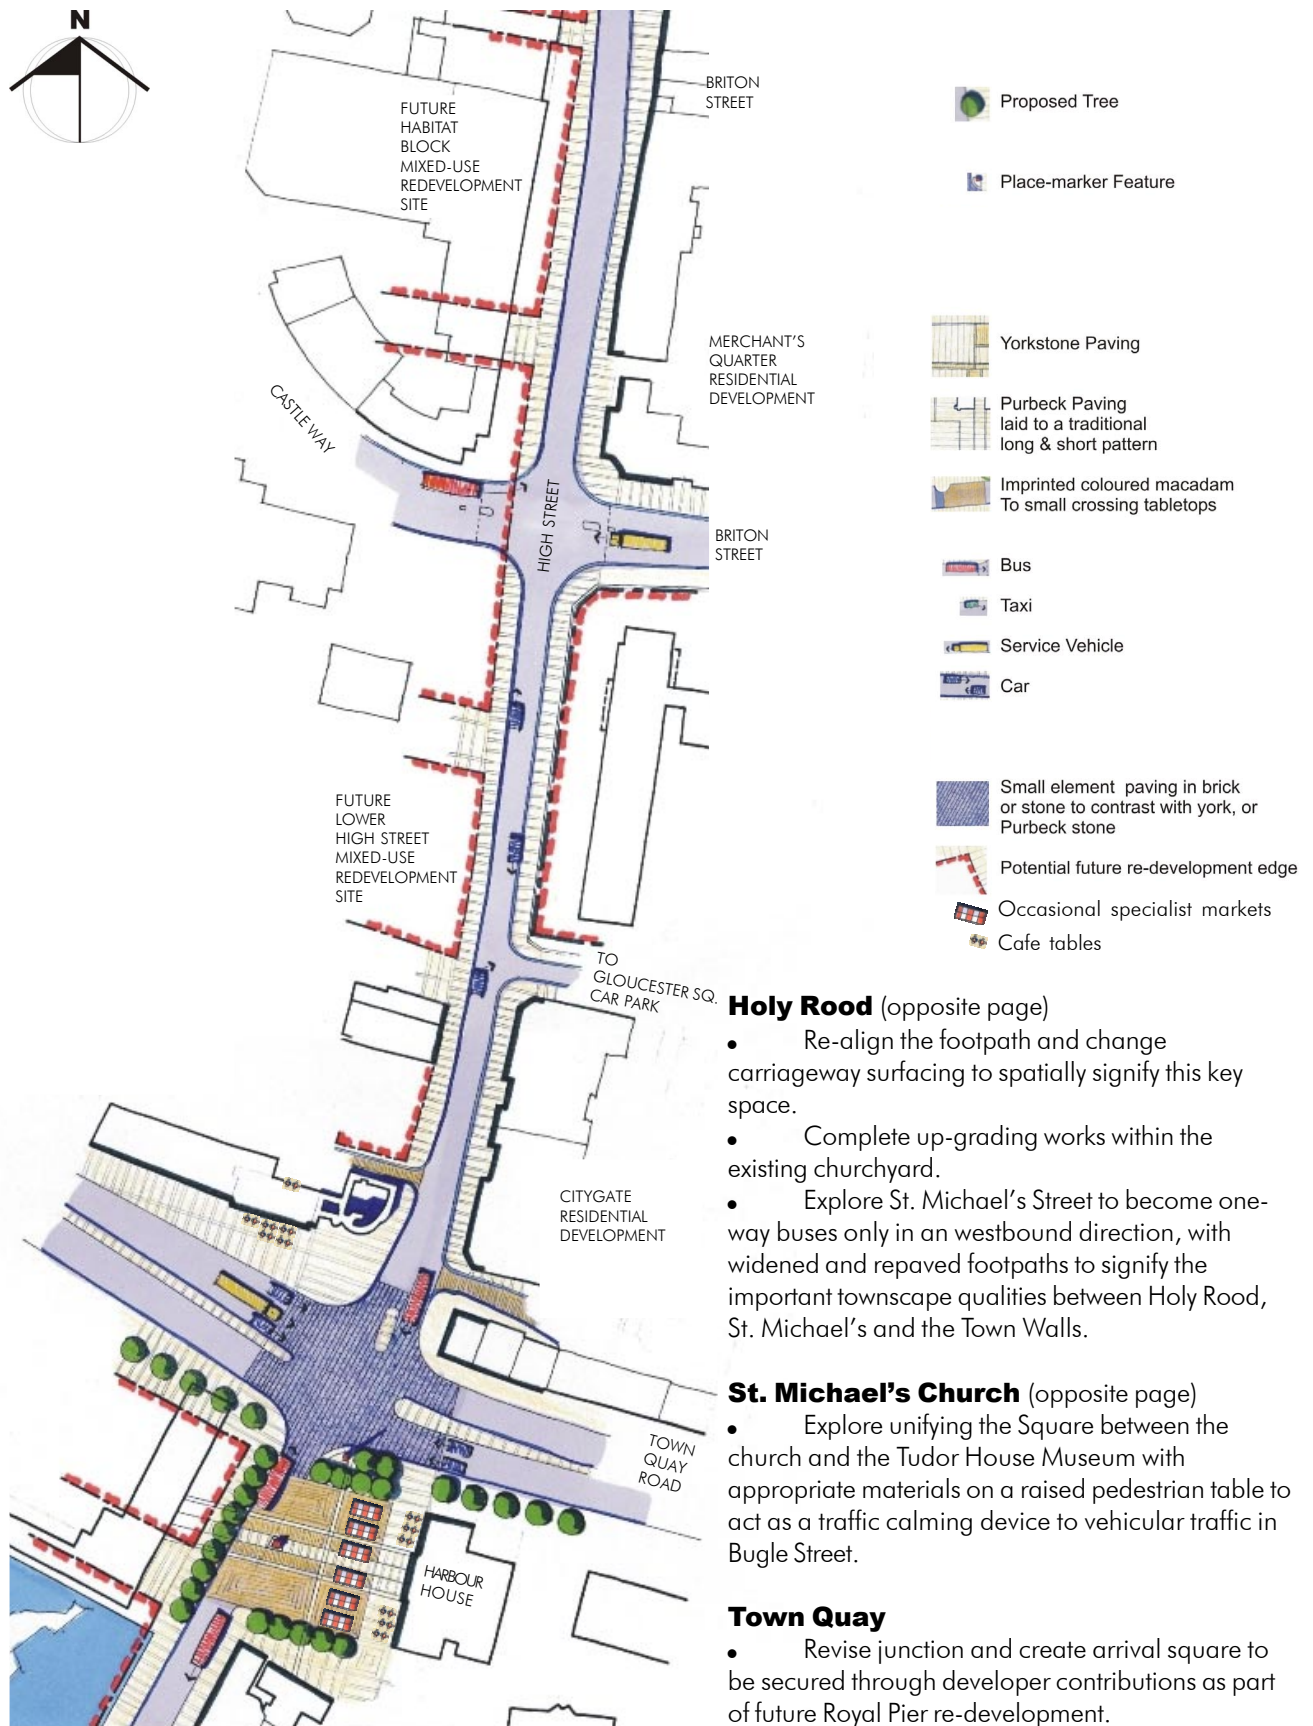 N
BRITON
STREET
FUTURE
HABITAT
BLOCK
MIXED-USE
REDEVELOPMENT
SITE
MERCHANT'S
QUARTER
RESIDENTIAL
DEVELOPMENT
CASTLE WAY
HIGH STREET
BRITON
STREET
FUTURE
LOWER
HIGH STREET
MIXED-USE
REDEVELOPMENT
SITE
TO
GLOUCESTER SQ.
CAR PARK
CITYGATE
RESIDENTIAL
DEVELOPMENT
TOWN
QUAY
ROAD
HARBOUR
HOUSE
Proposed Tree
Place-marker Feature
Yorkstone Paving
Purbeck Paving
laid to a traditional
long & short pattern
Imprinted coloured macadam
To small crossing tabletops
Bus
Taxi
Service Vehicle
Car
Small element paving in brick
or stone to contrast with york, or
Purbeck stone
Potential future re-development edge
Occasional specialist markets
Cafe tables
Holy Rood (opposite page)
• Re-align the footpath and change
carriageway surfacing to spatially signify this key
space.
• Complete up-grading works within the
existing churchyard.
• Explore St. Michael's Street to become one-
way buses only in an westbound direction, with
widened and repaved footpaths to signify the
important townscape qualities between Holy Rood,
St. Michael's and the Town Walls.
St. Michael's Church (opposite page)
• Explore unifying the Square between the
church and the Tudor House Museum with
appropriate materials on a raised pedestrian table to
act as a traffic calming device to vehicular traffic in
Bugle Street.
Town Quay
• Revise junction and create arrival square to
be secured through developer contributions as part
of future Royal Pier re-development.